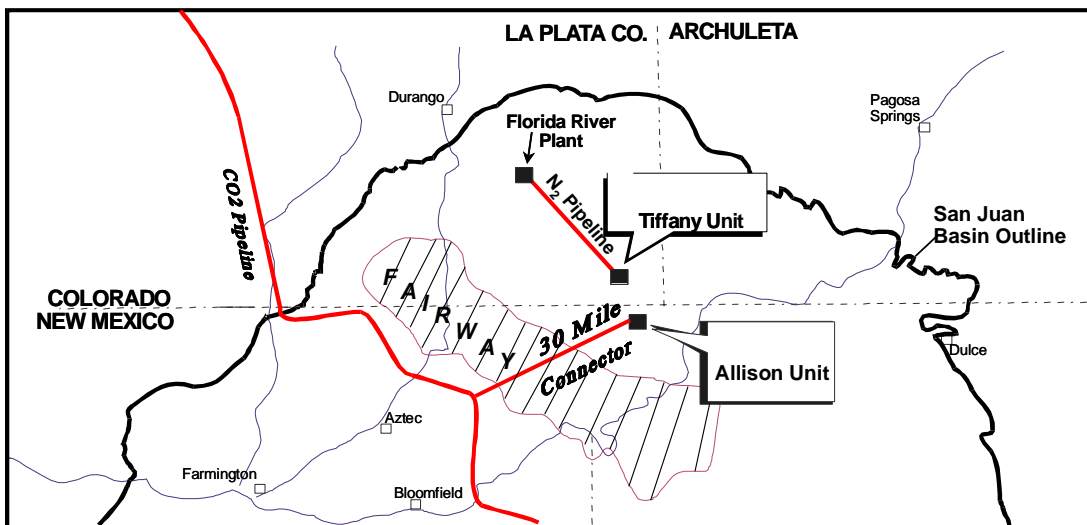 LA PLATA CO.
ARCHULETA
Durango
Pagosa
Springs
Florida River
Plant
CO2 Pipeline
N2 Pipeline
Tiffany Unit
San Juan
Basin Outline
FAIRWAY
COLORADO
NEW MEXICO
30 Mile
Connector
Dulce
Allison Unit
Aztec
Farmington
Bloomfield